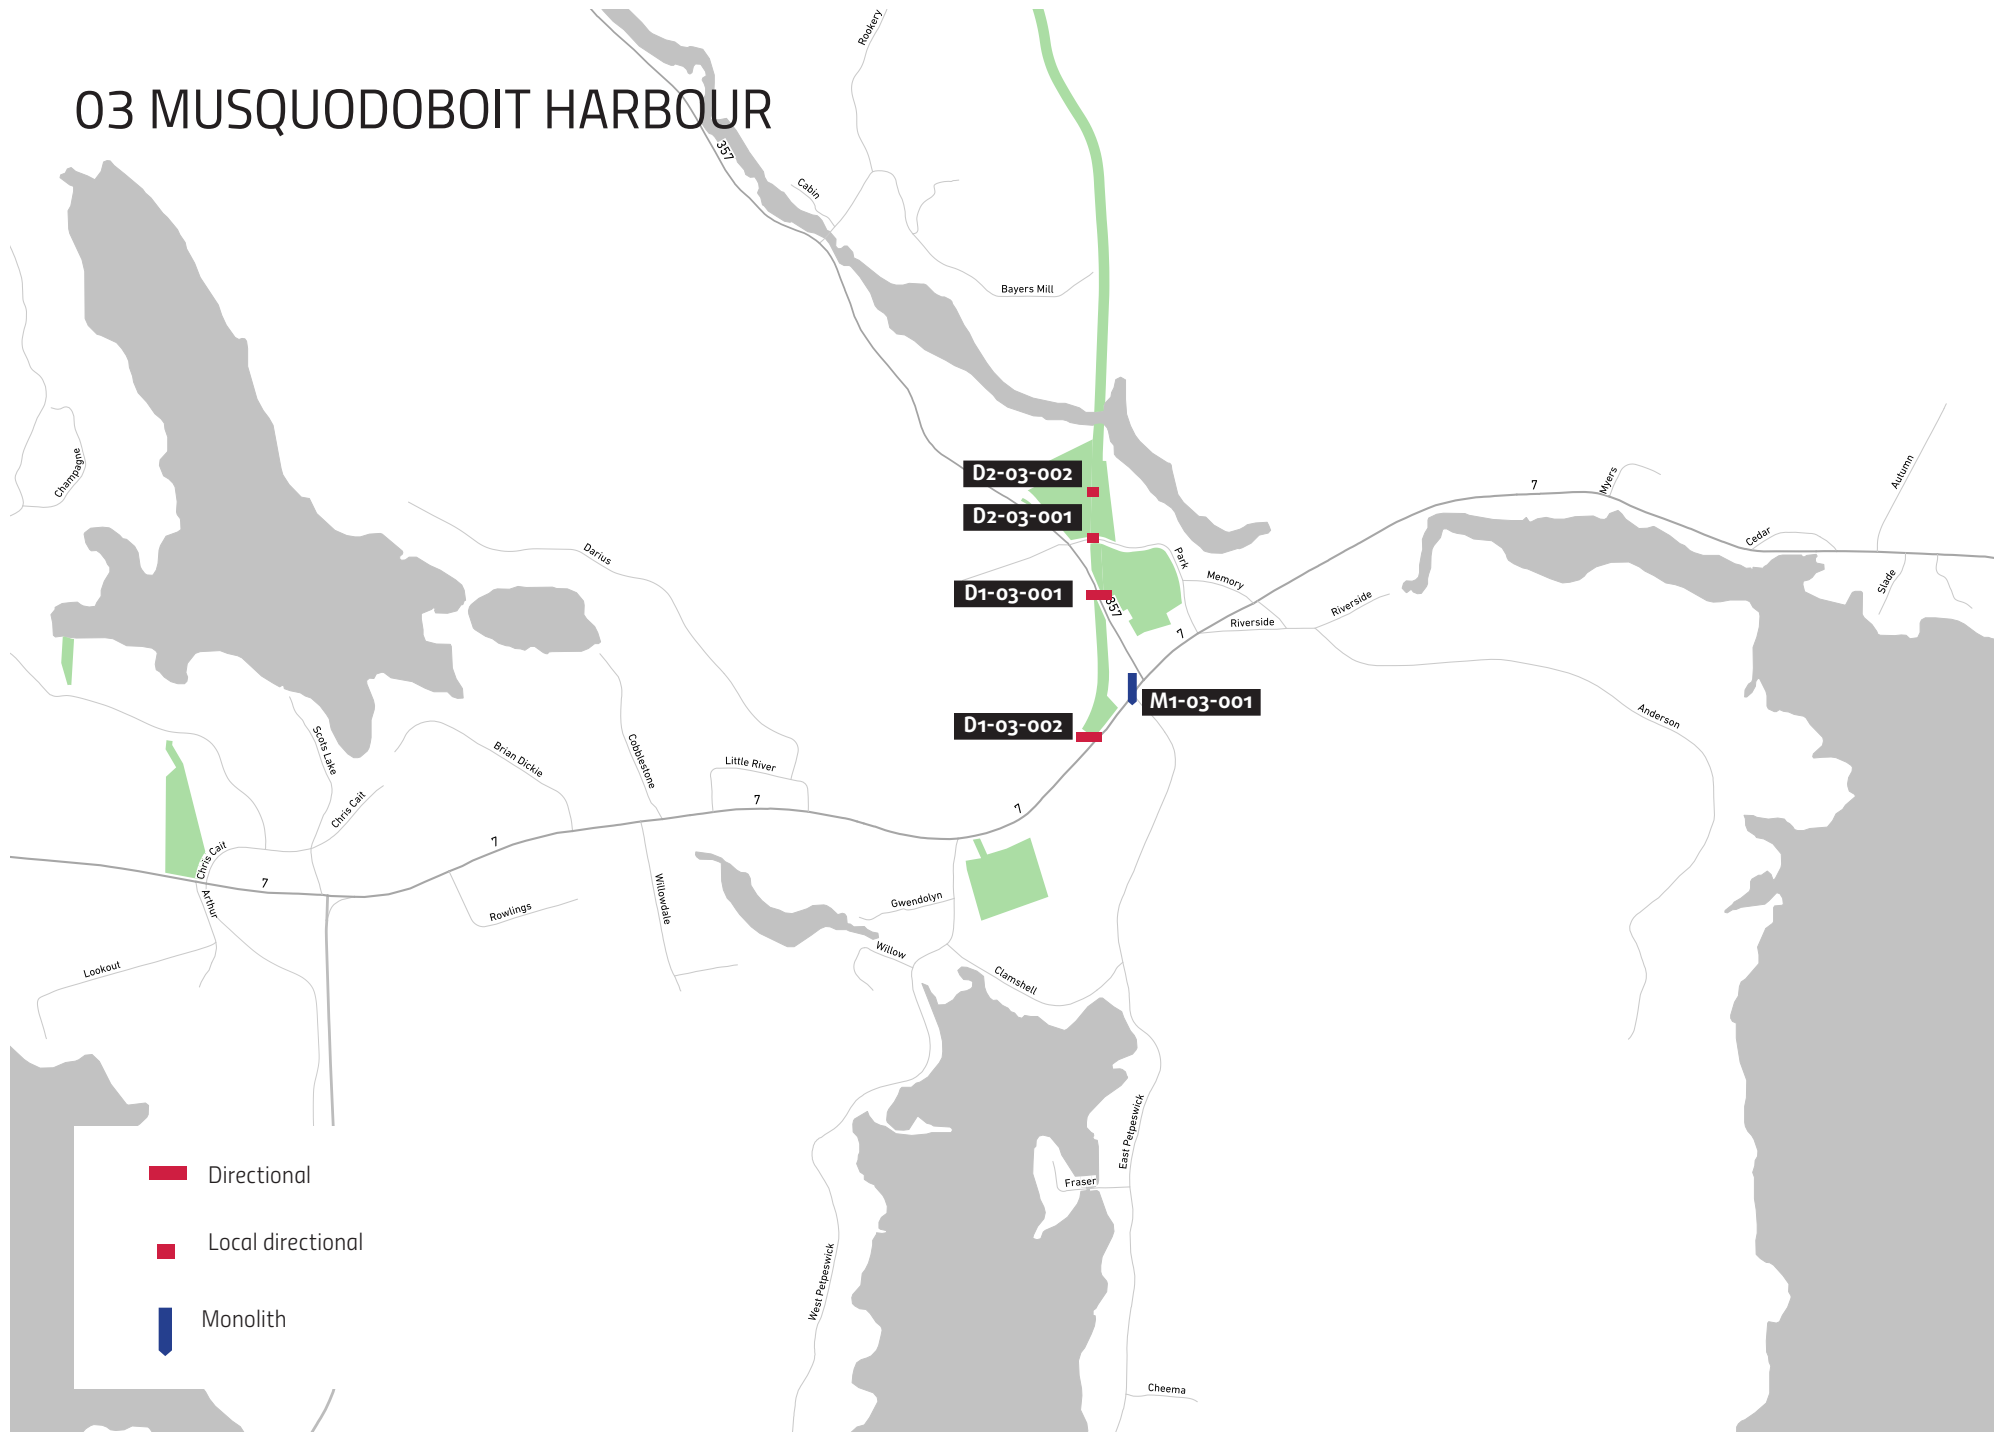 Rookery
03 MUSQUODOBOIT HARBOUR
357
Cabin
Bayers Mill
Champagne
D2-03-002
D2-03-001
D1-03-001
357
Park
Memory
7
Riverside
Riverside
7
Myers
Cedar
Autumn
Slade
Darius
M1-03-001
D1-03-002
Anderson
Scots Lake
Brian Dickie
Cobblestone
Little River
Chris Cait
7
7
7
Chris Cait
7
Arthur
Rowlings
Willowdale
Gwendolyn
Willow
Clamshell
Lookout
East Petpeswick
Fraser
West Petpeswick
Cheema
Directional
Local directional
Monolith